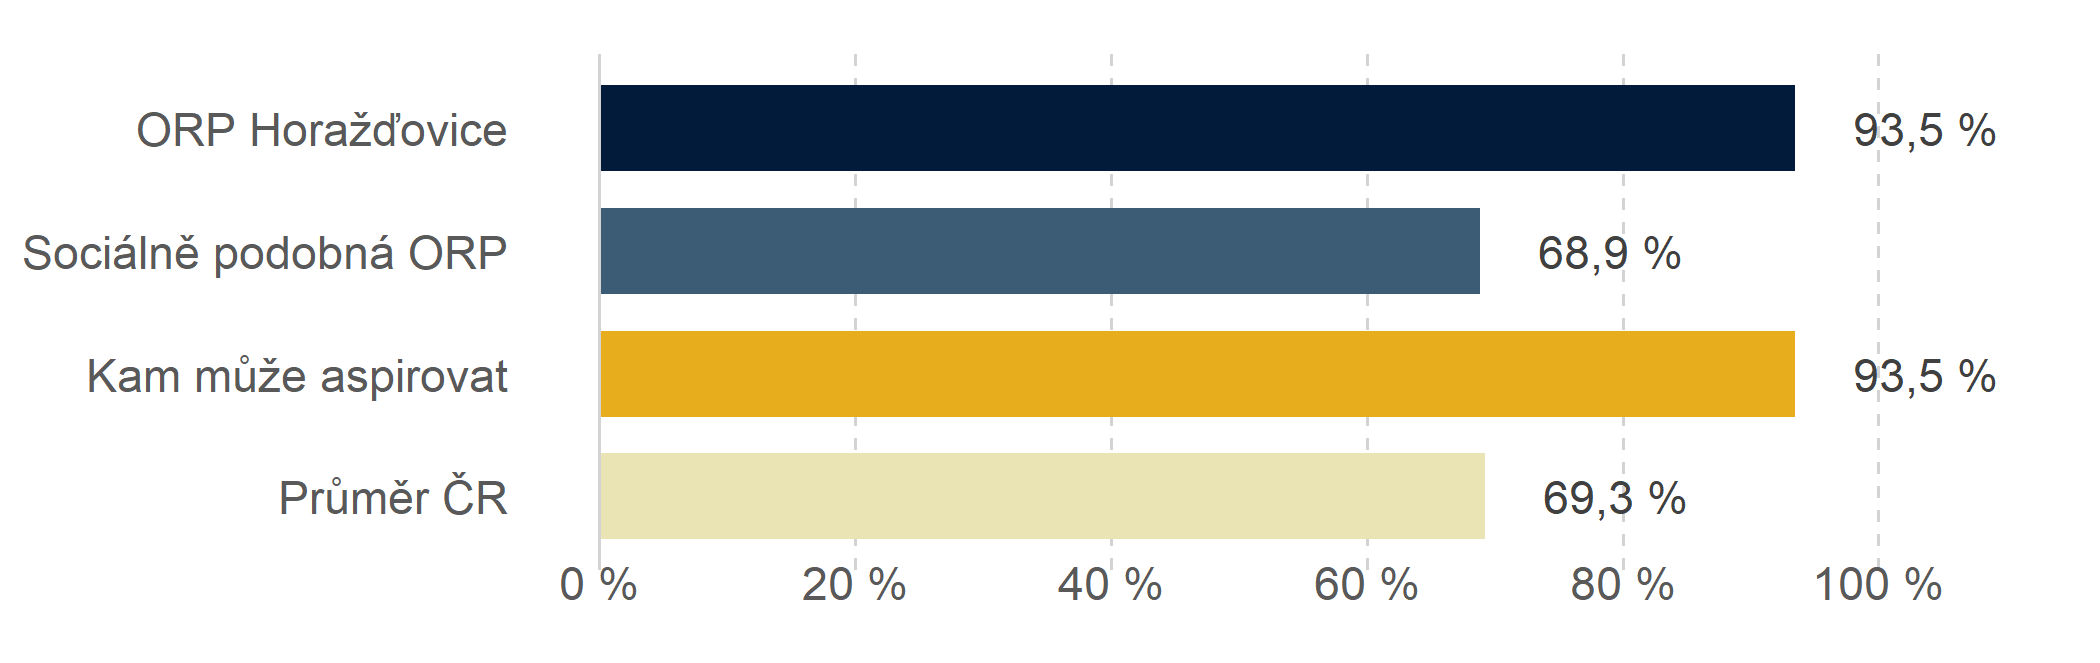 ORP Horažďovice
93,5 %
Sociálně podobná ORP
68,9 %
Kam může aspirovat
93,5 %
Průměr ČR
69,3 %
0 %
20 %
40 %
60 %
80 %
100 %